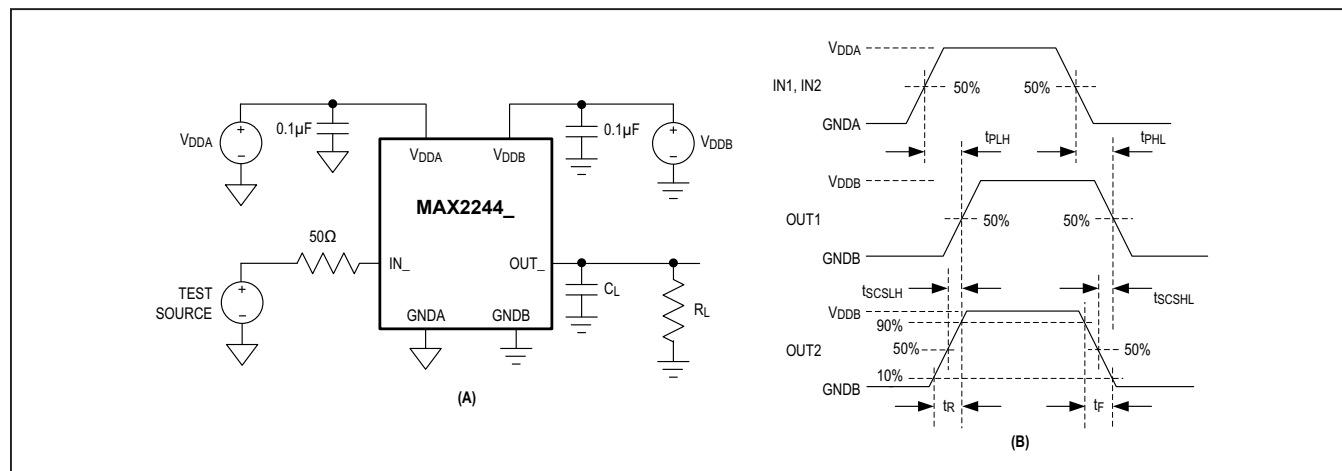 VDDA
0.1µF
VDDA
VDDB
0.1µF
VDDB
MAX2244_
50Ω
IN_
OUT_
TEST
SOURCE
CL
RL
GNDA
GNDB
(A)
VDDA
IN1, IN2
50%
50%
GNDA
tPLH
tPHL
VDDB
OUT1
50%
50%
GNDB
tSCSLH
tSCSHL
VDDB
90%
OUT2
50%
50%
10%
GNDB
tR
tF
(B)